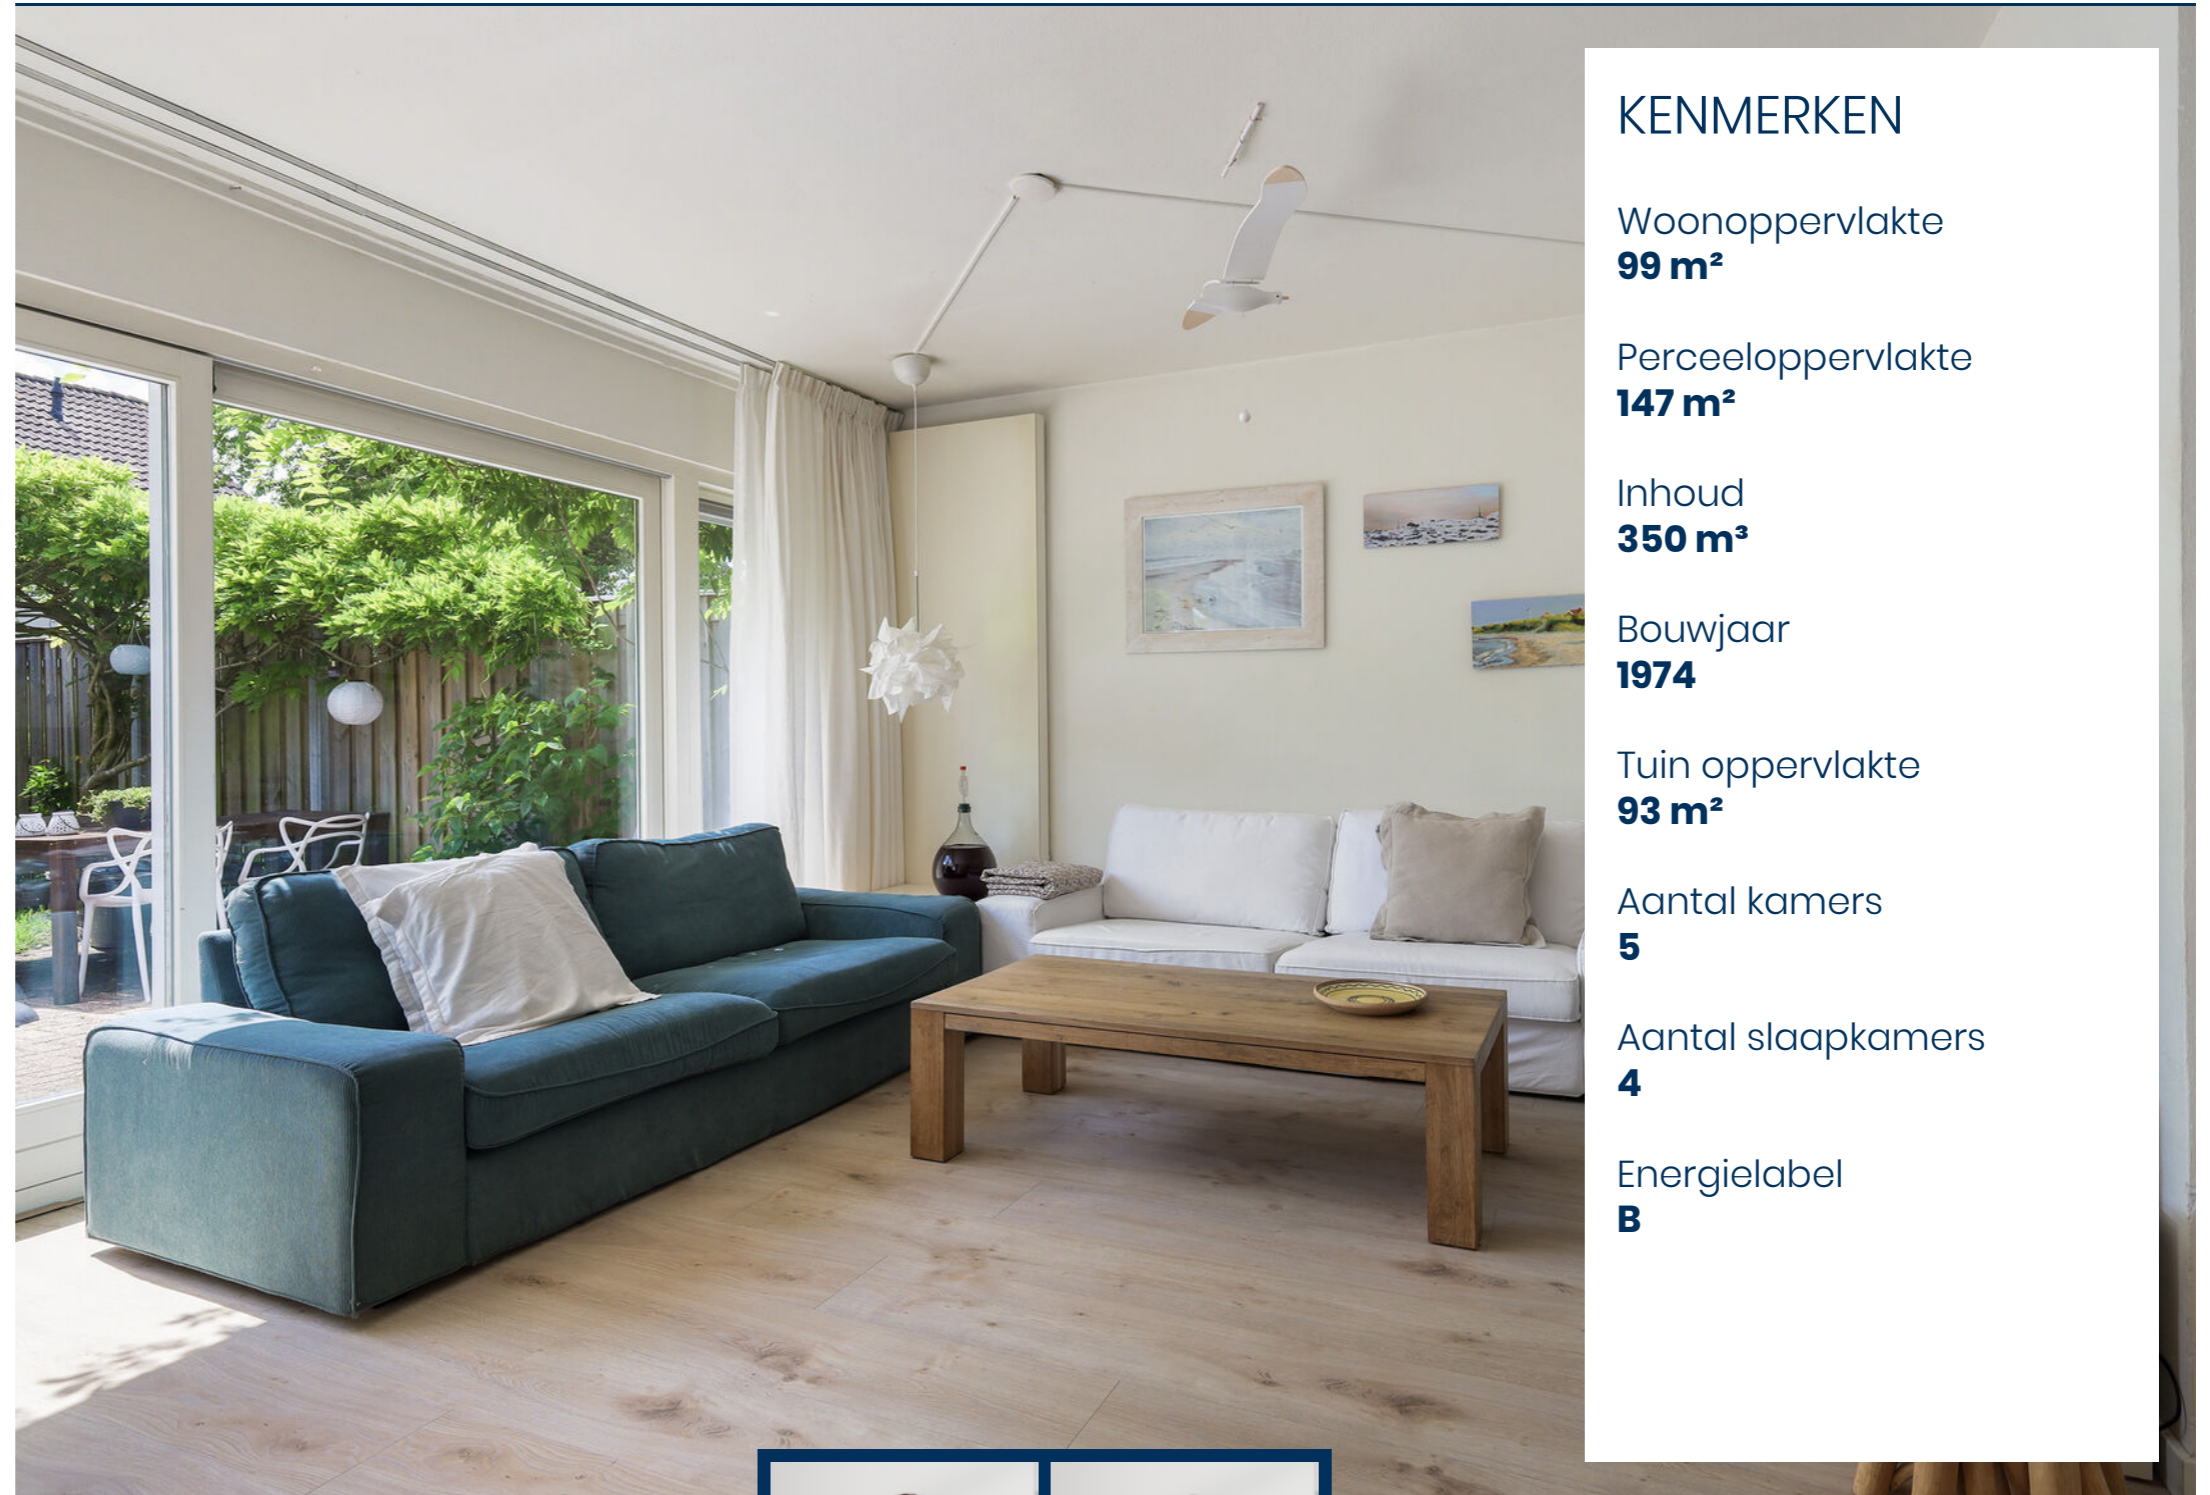 KENMERKEN
Woonoppervlakte
99 m²
Perceeloppervlakte
147 m²
Inhoud
350 m³
Bouwjaar
1974
Tuin oppervlakte
93 m²
Aantal kamers
5
Aantal slaapkamers
4
Energielabel
B